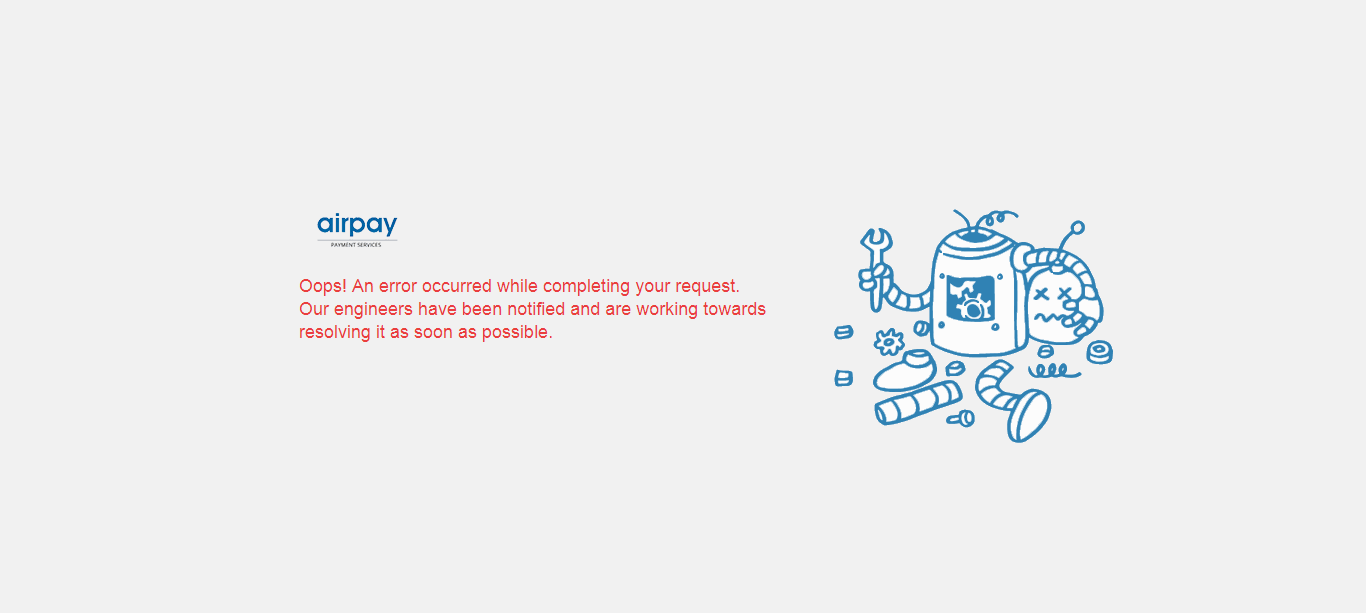 airpay
PAYMENT SERVICES
Oops! An error occurred while completing your request.
Our engineers have been notified and are working towards
resolving it as soon as possible.